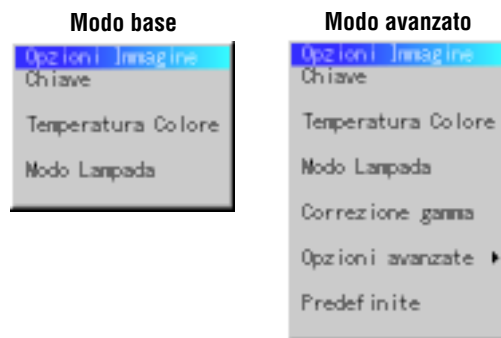 Modo base
Opzioni Immagine
Chiave
Temperatura Colore
Modo Lampada
Modo avanzato
Opzioni Immagine
Chiave
Temperatura Colore
Modo Lampada
Correzione gamma
Opzioni avanzate
Predefinite